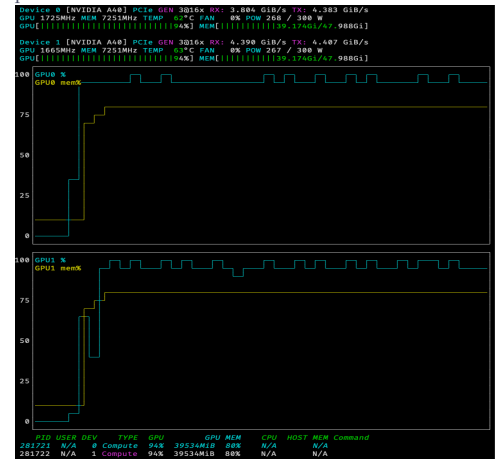 Device 0 [NVIDIA A40] PCIe GEN 3@16x RX: 3.804 GiB/s TX: 4.383 GiB/s
GPU 1725MHz MEM 7251MHz TEMP 62°C FAN 0% POW 268 / 300 W
GPU[||||||||||||||||||||||||94%] MEM[|||||||||||39.174Gi/47.988Gi]
Device 1 [NVIDIA A40] PCIe GEN 3@16x RX: 4.390 GiB/s TX: 4.407 GiB/s
GPU 1665MHz MEM 7251MHz TEMP 63°C FAN 0% POW 267 / 300 W
GPU[||||||||||||||||||||||||94%] MEM[|||||||||||39.174Gi/47.988Gi]
100 GPU0 %
GPU0 mem%
75
50
25
0
100 GPU1 %
GPU1 mem%
75
50
25
0
PID USER DEV TYPE GPU GPU MEM CPU HOST MEM Command
281721 N/A 0 Compute 94% 39534MiB 80% N/A N/A
281722 N/A 1 Compute 94% 39534MiB 80% N/A N/A